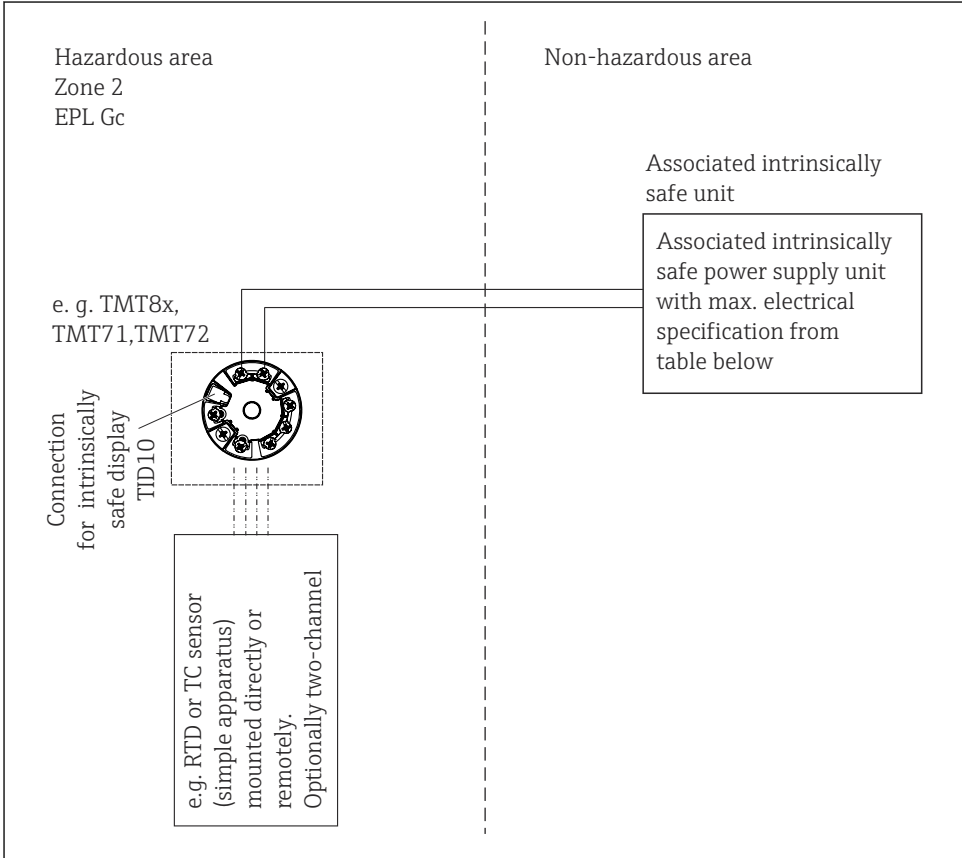 Hazardous area
Zone 2
EPL Gc
Non-hazardous area
Associated intrinsically
safe unit
Associated intrinsically
safe power supply unit
with max. electrical
specification from
table below
e. g. TMT8x,
TMT71,TMT72
Connection
for intrinsically
safe display
TID10
e.g. RTD or TC sensor
(simple apparatus)
mounted directly or
remotely.
Optionally two-channel